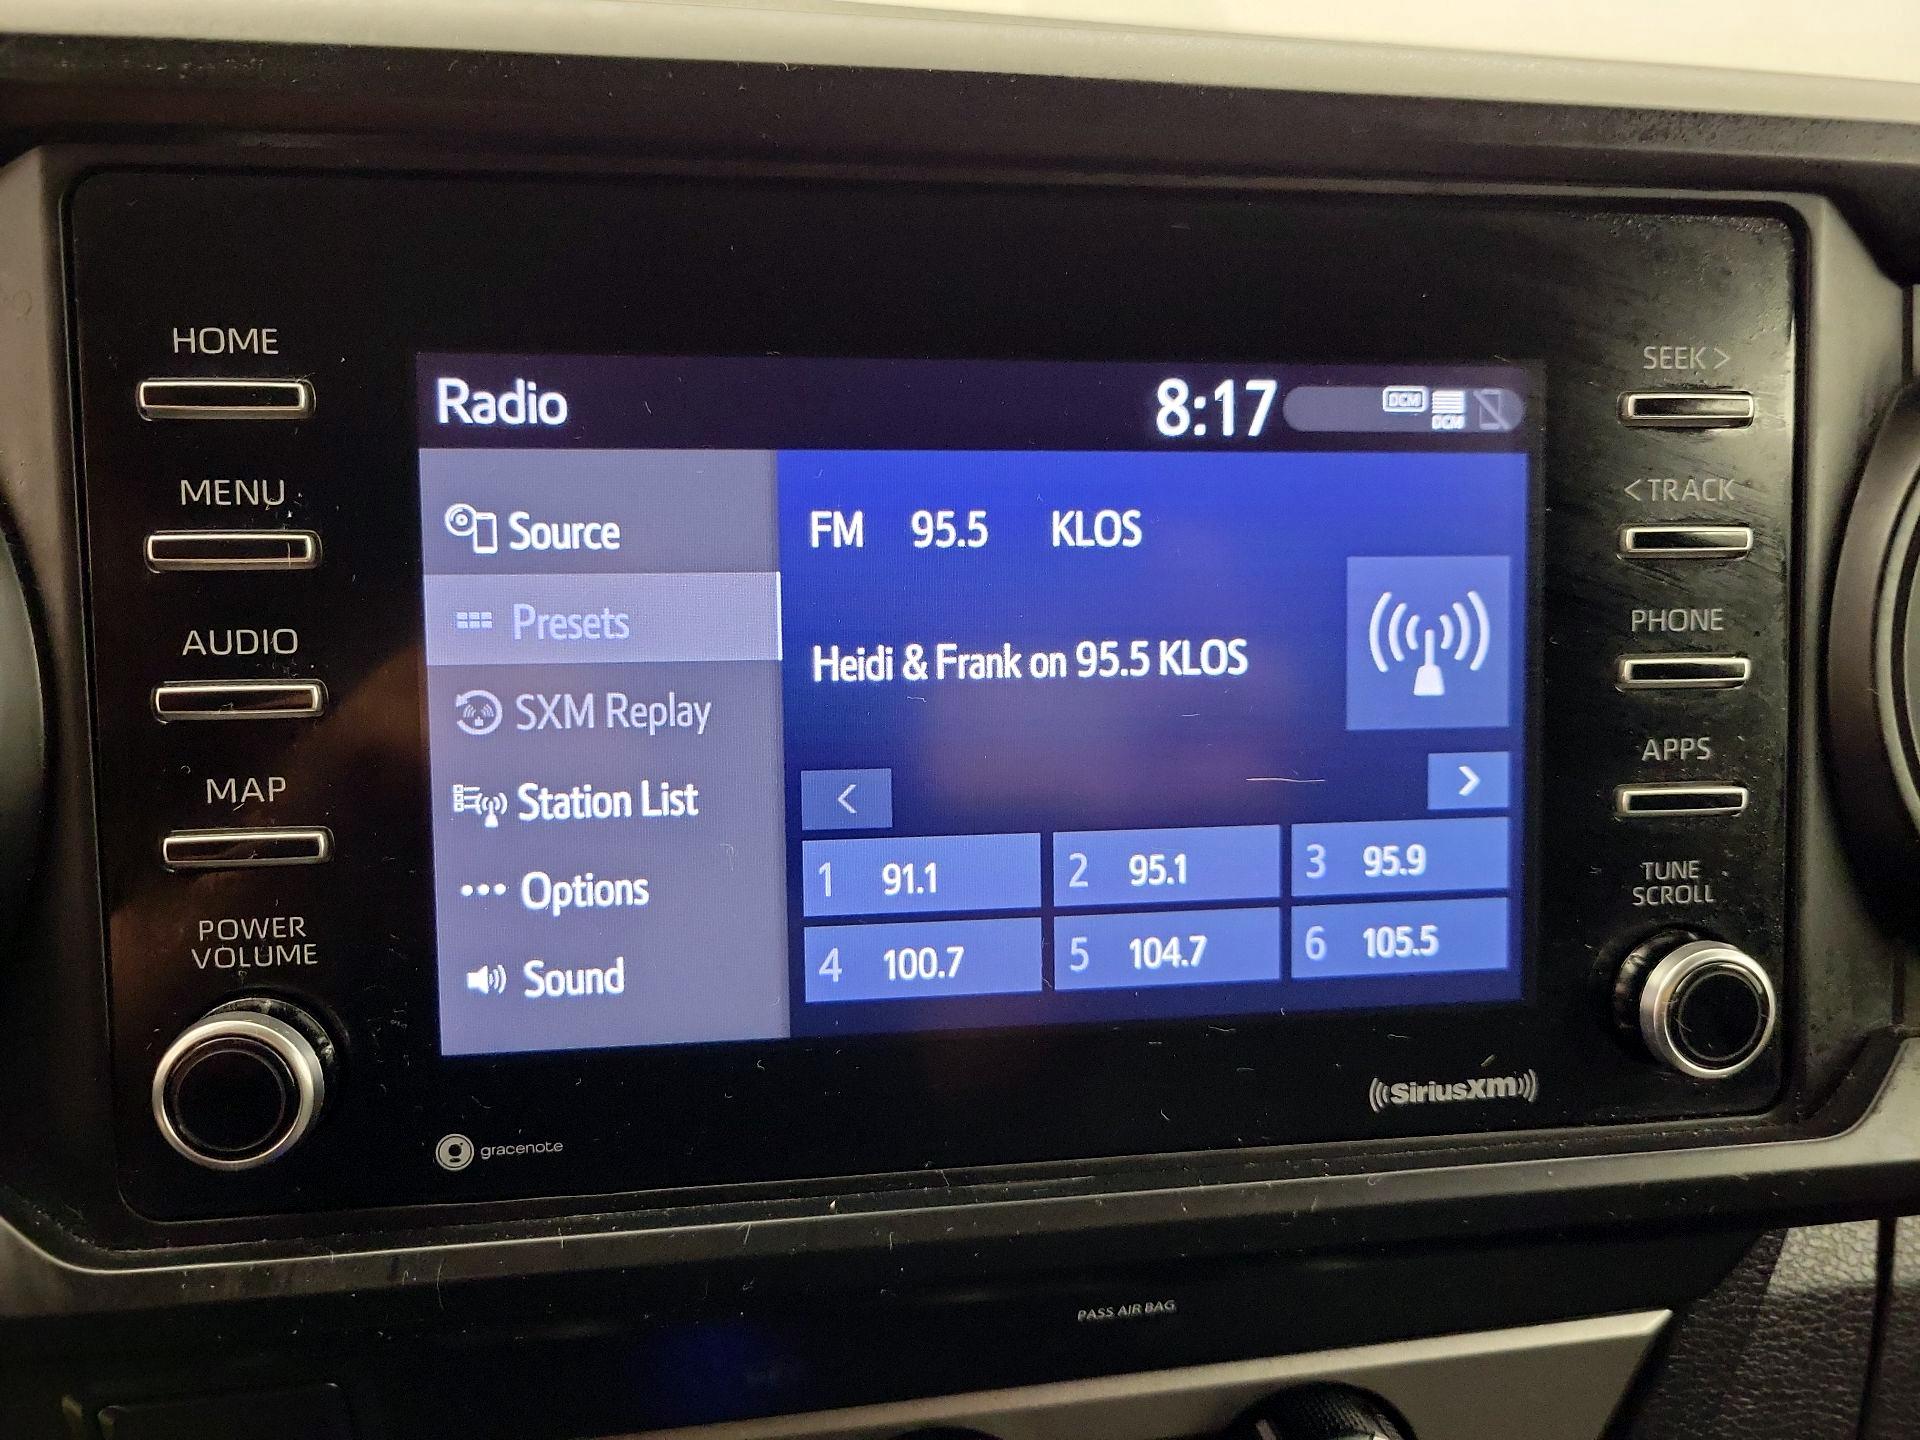 HOME
MENU
AUDIO
MAP
POWER
VOLUME
Radio
8:17
DCM
DCM
Source
Presets
SXM Replay
Station List
Options
Sound
FM 95.5 KLOS
Heidi & Frank on 95.5 KLOS
<
>
1 91.1
2 95.1
3 95.9
4 100.7
5 104.7
6 105.5
SEEK >
< TRACK
PHONE
APPS
TUNE
SCROLL
gracenote
SiriusXM
PASS AIR BAG